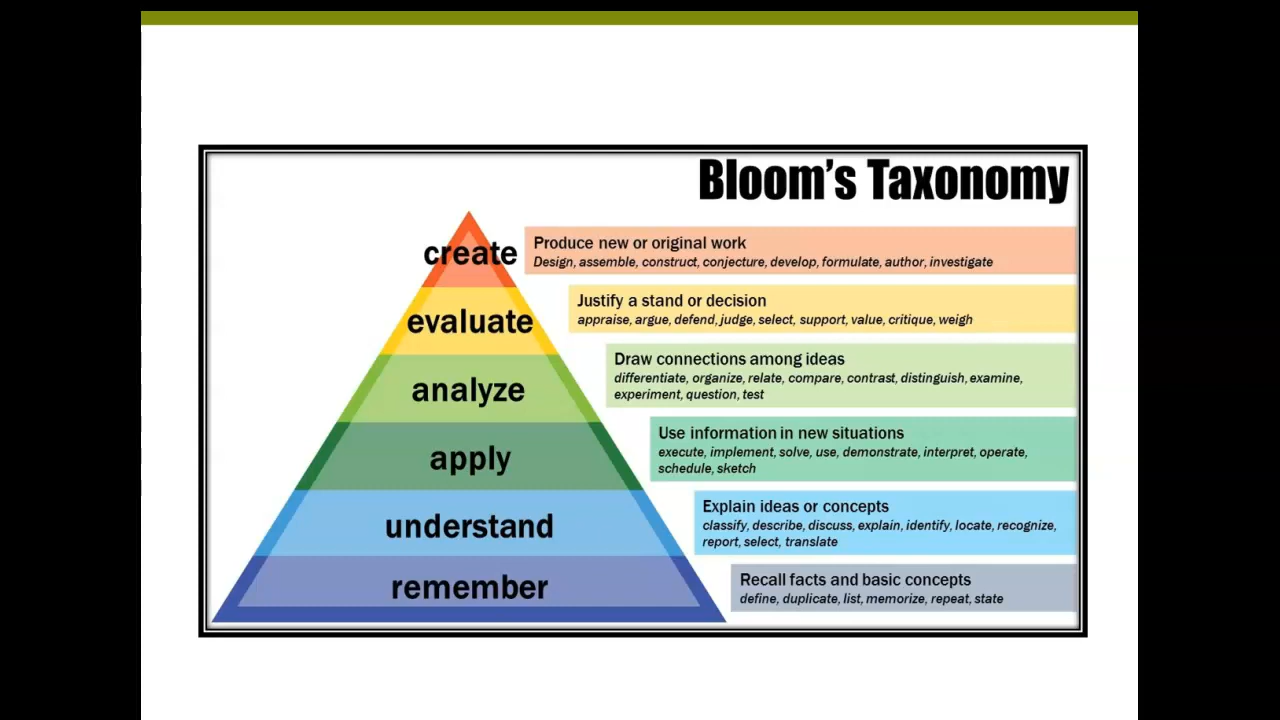 Bloom's Taxonomy
create
Produce new or original work
Design, assemble, construct, conjecture, develop, formulate, author, investigate
evaluate
Justify a stand or decision
appraise, argue, defend, judge, select, support, value, critique, weigh
analyze
Draw connections among ideas
differentiate, organize, relate, compare, contrast, distinguish, examine,
experiment, question, test
apply
Use information in new situations
execute, implement, solve, use, demonstrate, interpret, operate,
schedule, sketch
understand
Explain ideas or concepts
classify, describe, discuss, explain, identify, locate, recognize,
report, select, translate
remember
Recall facts and basic concepts
define, duplicate, list, memorize, repeat, state